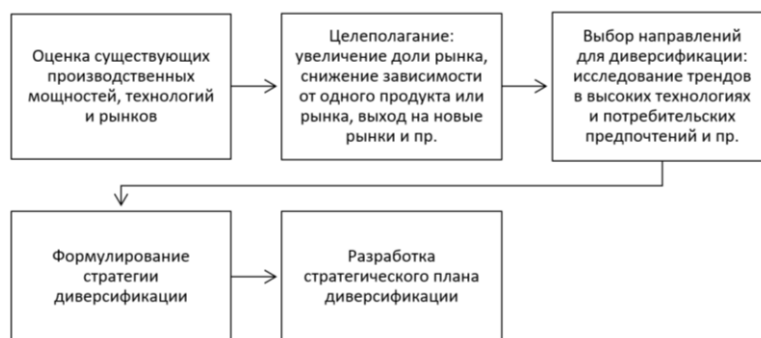 Оценка существующих
производственных
мощностей, технологий
и рынков
Целеполагание:
увеличение доли рынка,
снижение зависимости
от одного продукта или
рынка, выход на новые
рынки и пр.
Выбор направлений
для диверсификации:
исследование трендов
в высоких технологиях
и потребительских
предпочтений и пр.
Формулирование
стратегии
диверсификации
Разработка
стратегического плана
диверсификации